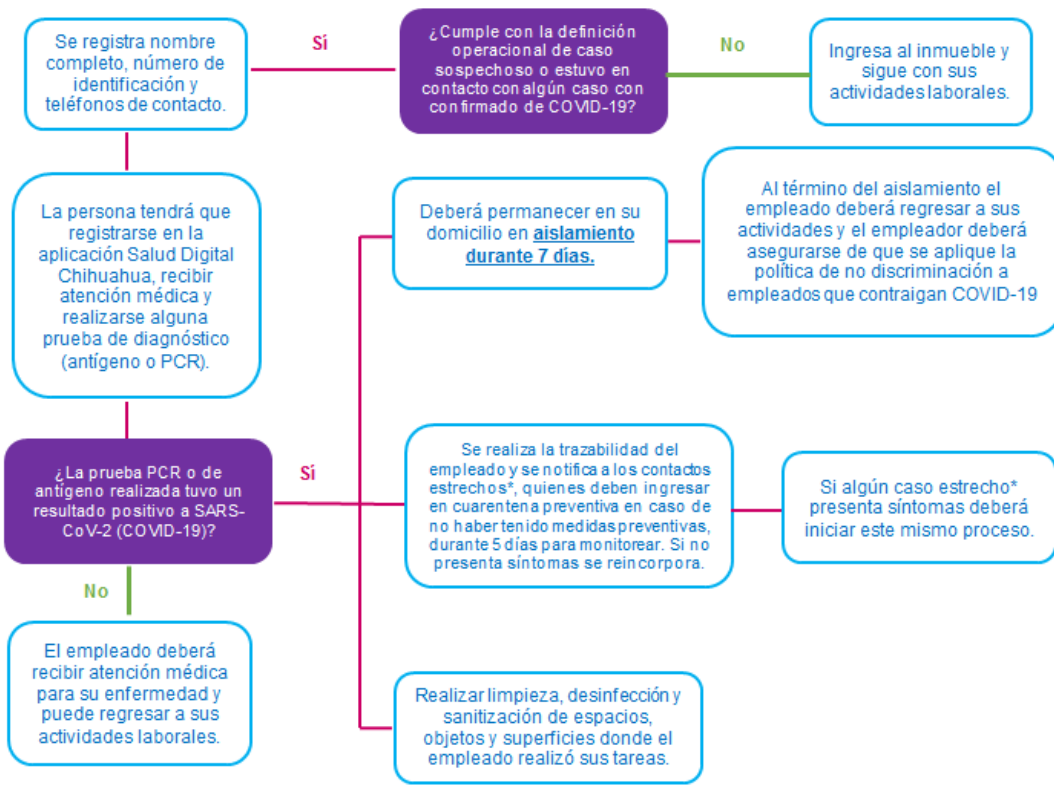 Se registra nombre
completo, número de
identificación y
teléfonos de contacto.
Sí
¿Cumple con la definición
operacional de caso
sospechoso o estuvo en
contacto con algún caso con
confirmado de COVID-19?
No
Ingresa al inmueble y
sigue con sus
actividades laborales.
La persona tendrá que
registrarse en la
aplicación Salud Digital
Chihuahua, recibir
atención médica y
realizarse alguna
prueba de diagnóstico
(antígeno o PCR).
Deberá permanecer en su
domicilio en aislamiento
durante 7 días.
Al término del aislamiento el
empleado deberá regresar a sus
actividades y el empleador deberá
asegurarse de que se aplique la
política de no discriminación a
empleados que contraigan COVID-19
¿La prueba PCR o de
antígeno realizada tuvo un
resultado positivo a SARS-
CoV-2 (COVID-19)?
Sí
Se realiza la trazabilidad del
empleado y se notifica a los contactos
estrechos*, quienes deben ingresar
en cuarentena preventiva en caso de
no haber tenido medidas preventivas,
durante 5 días para monitorear. Si no
presenta síntomas se reincorpora.
Si algún caso estrecho*
presenta síntomas deberá
iniciar este mismo proceso.
No
El empleado deberá
recibir atención médica
para su enfermedad y
puede regresar a sus
actividades laborales.
Realizar limpieza, desinfección y
sanitización de espacios,
objetos y superficies donde el
empleado realizó sus tareas.